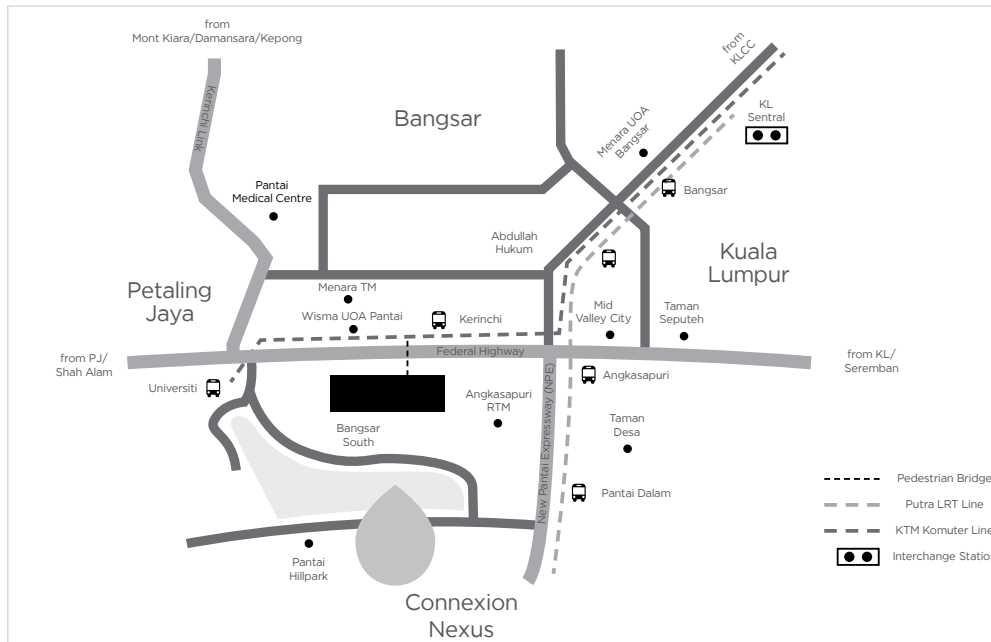 from
Mont Kiara/Damansara/Kepong
from
KLCC
Kerinchi Link
Bangsar
KL
Sentral
Menara UOA
Bangsar
Pantai
Medical Centre
Bangsar
Abdullah
Hukum
Kuala
Lumpur
Petaling
Jaya
Menara TM
Wisma UOA Pantai
Kerinchi
Mid
Valley City
Taman
Seputeh
Federal Highway
from PJ/
Shah Alam
from KL/
Seremban
Universiti
Angkasapuri
Angkasapuri
RTM
New Pantai Expressway (NPE)
Bangsar
South
Taman
Desa
Pantai Dalam
Pedestrian Bridge
Putra LRT Line
KTM Komuter Line
Interchange Station
Pantai
Hillpark
Connexion
Nexus